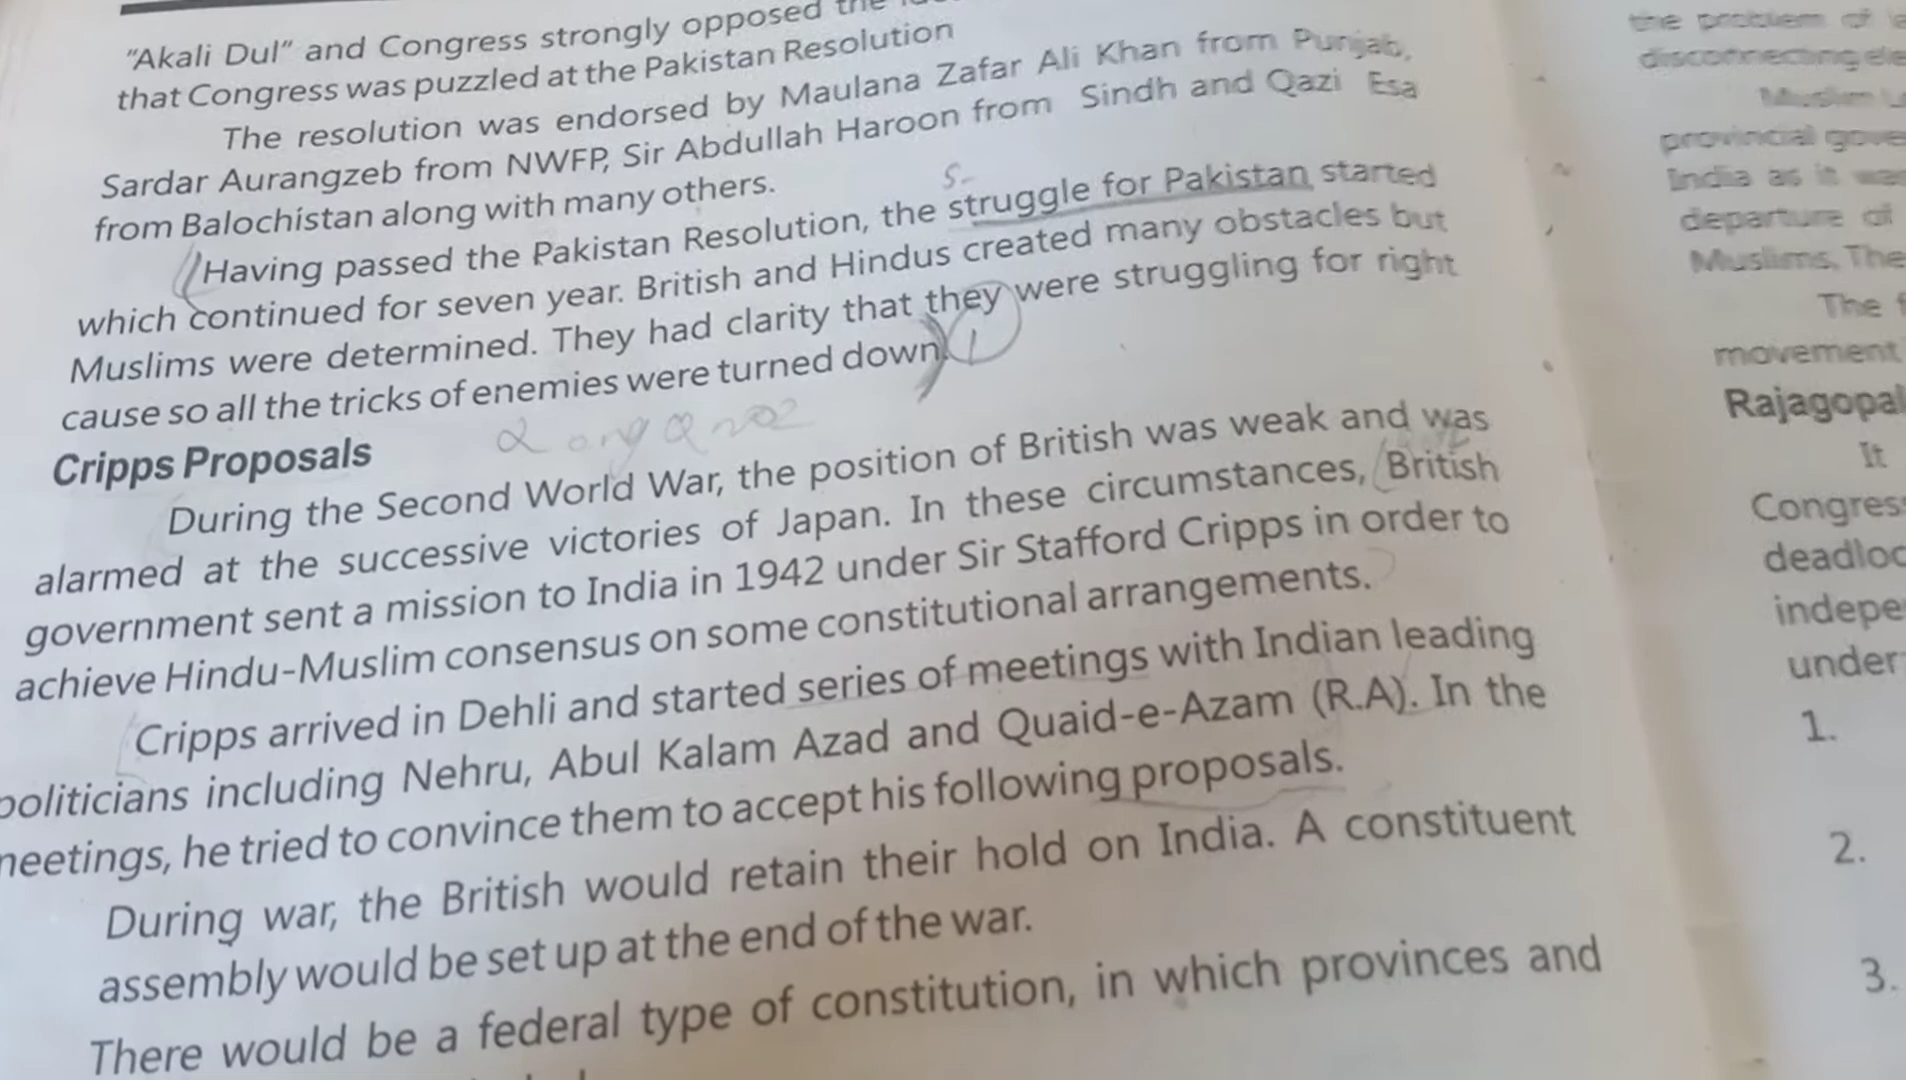 "Akali Dul" and Congress strongly opposed the
that Congress was puzzled at the Pakistan Resolution
The resolution was endorsed by Maulana Zafar Ali Khan from Punjab,
Sardar Aurangzeb from NWFP, Sir Abdullah Haroon from Sindh and Qazi Esa
from Balochistan along with many others.
S-
Having passed the Pakistan Resolution, the struggle for Pakistan started
which continued for seven year. British and Hindus created many obstacles but
Muslims were determined. They had clarity that they were struggling for right
cause so all the tricks of enemies were turned down.
1
Cripps Proposals
During the Second World War, the position of British was weak and was
alarmed at the successive victories of Japan. In these circumstances, British
government sent a mission to India in 1942 under Sir Stafford Cripps in order to
achieve Hindu-Muslim consensus on some constitutional arrangements.
Cripps arrived in Dehli and started series of meetings with Indian leading
politicians including Nehru, Abul Kalam Azad and Quaid-e-Azam (R.A). In the
meetings, he tried to convince them to accept his following proposals.
During war, the British would retain their hold on India. A constituent
assembly would be set up at the end of the war.
There would be a federal type of constitution, in which provinces and
the problem of
disconnecting
Muslim
provincial
India as it was
departure of
Muslims. The
The
movement
Rajagopal
It
Congress
under
1.
2.
3.